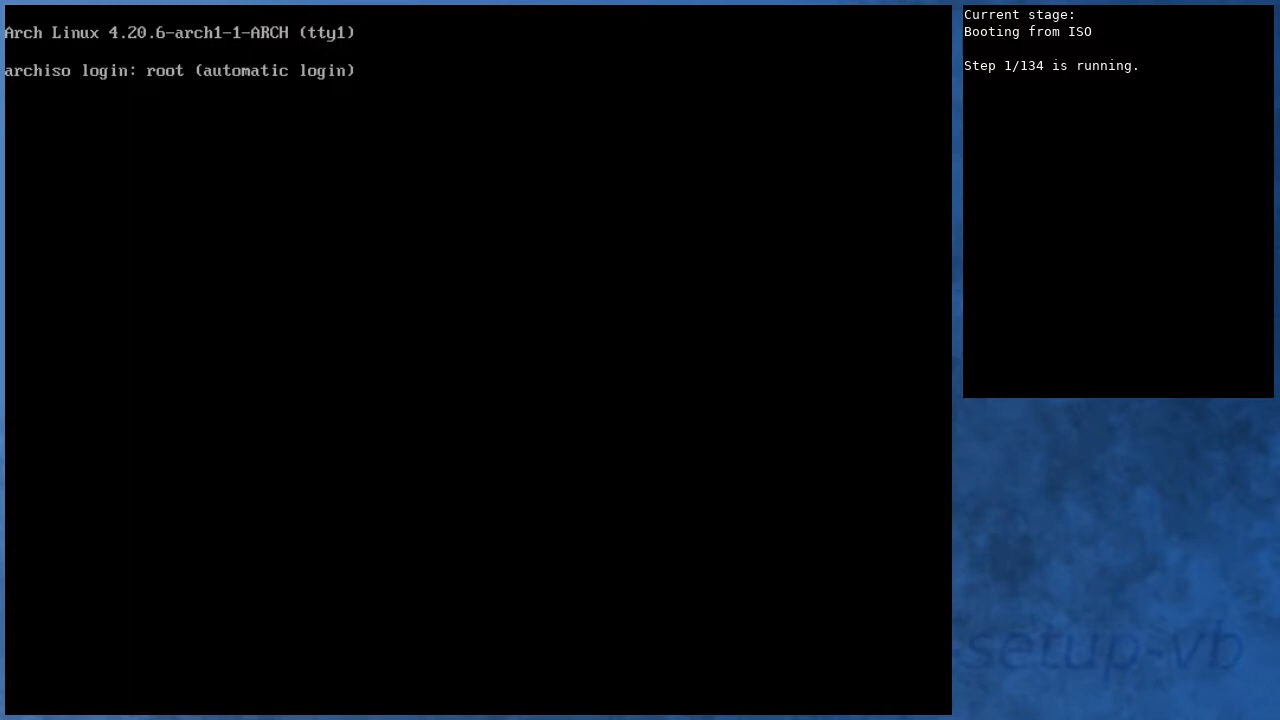 Arch Linux 4.20.6-arch1-1-ARCH (tty1)
archiso login: root (automatic login)
Current stage:
Booting from ISO
Step 1/134 is running.
-setup-vb